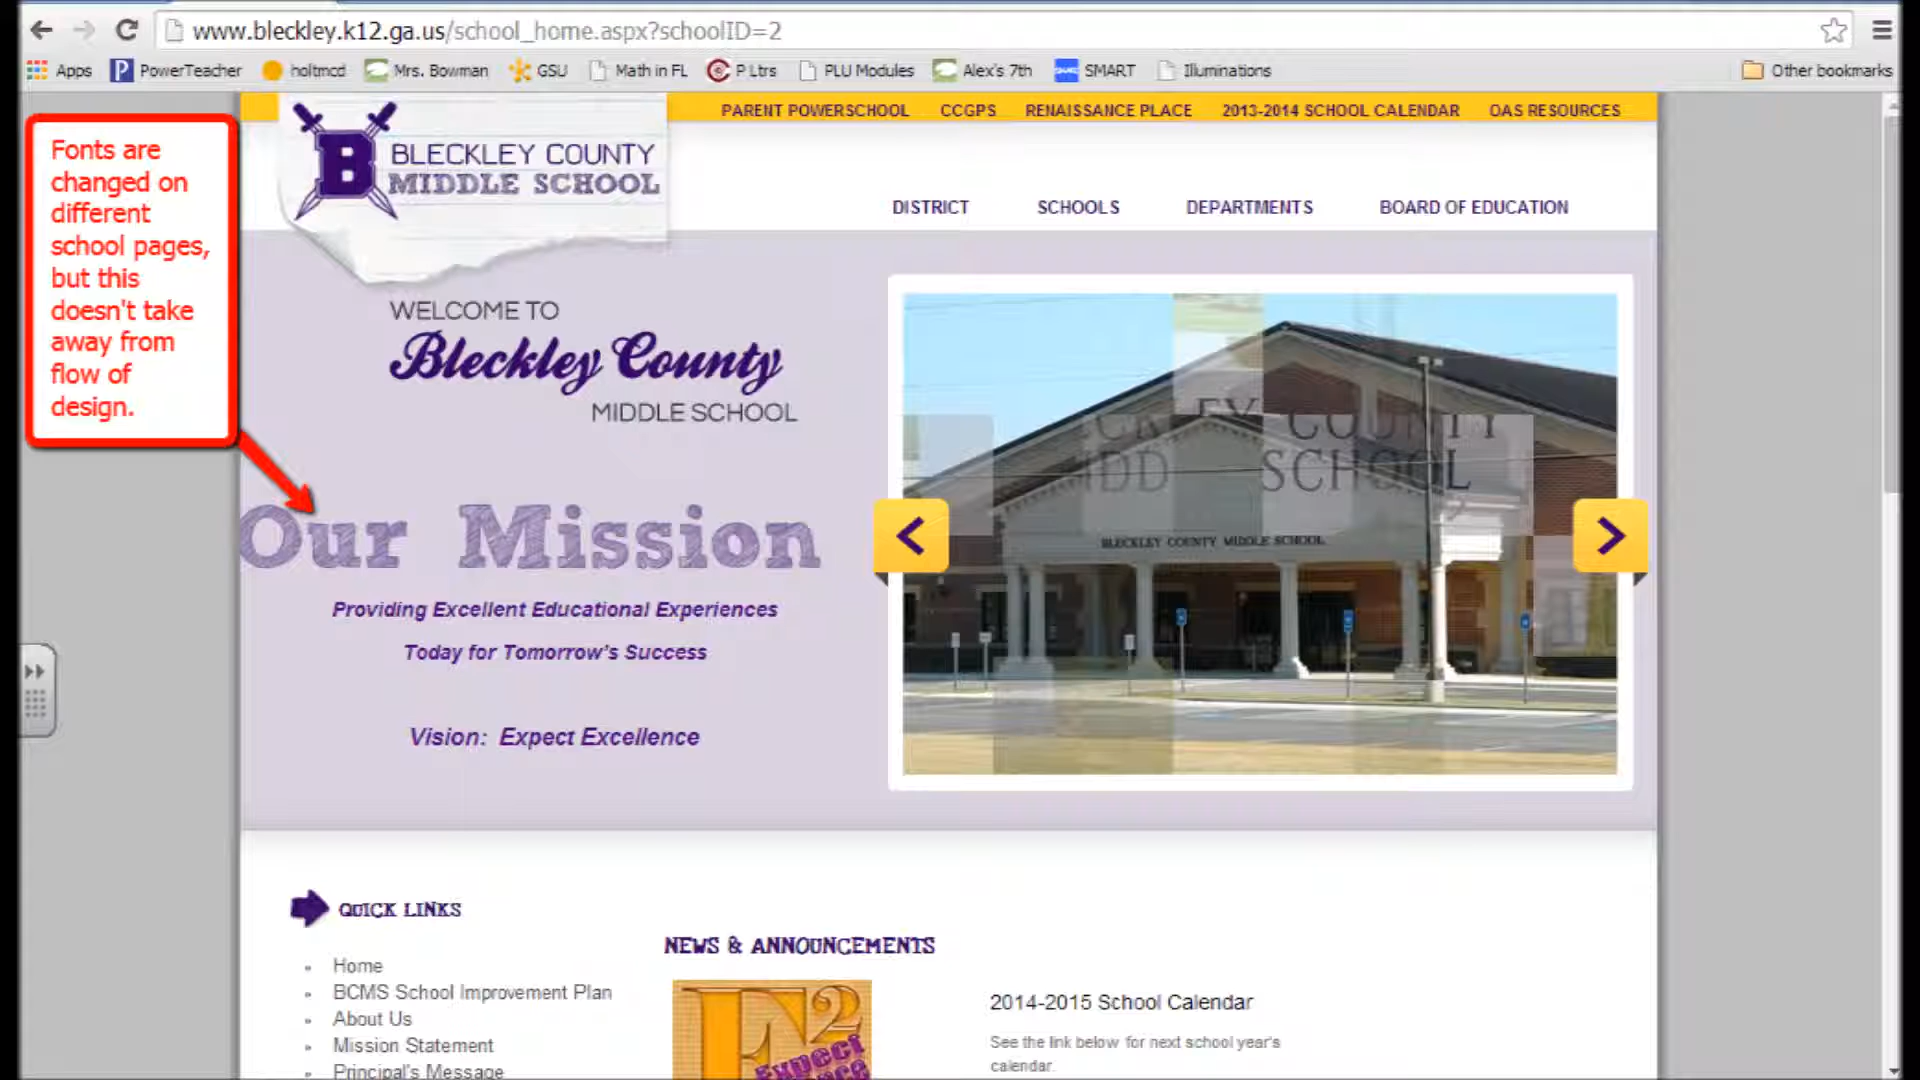 www.bleckley.k12.ga.us/school_home.aspx?schoolID=2
Apps PowerTeacher holtmcd Mrs. Bowman GSU Math in FL P Ltrs PLU Modules Alex's 7th SMART Illuminations Other bookmarks
PARENT POWERSCHOOL CCGPS RENAISSANCE PLACE 2013-2014 SCHOOL CALENDAR OAS RESOURCES
BLECKLEY COUNTY
MIDDLE SCHOOL
B
DISTRICT SCHOOLS DEPARTMENTS BOARD OF EDUCATION
Fonts are
changed on
different
school pages,
but this
doesn't take
away from
flow of
design.
WELCOME TO
Bleckley County
MIDDLE SCHOOL
Our Mission
Providing Excellent Educational Experiences
Today for Tomorrow's Success
Vision: Expect Excellence
COUNTY
SCHOOL
BLECKLEY COUNTY MIDDLE SCHOOL
QUICK LINKS
Home
BCMS School Improvement Plan
About Us
Mission Statement
Principal's Message
NEWS & ANNOUNCEMENTS
E2
Expect
2014-2015 School Calendar
See the link below for next school year's
calendar.